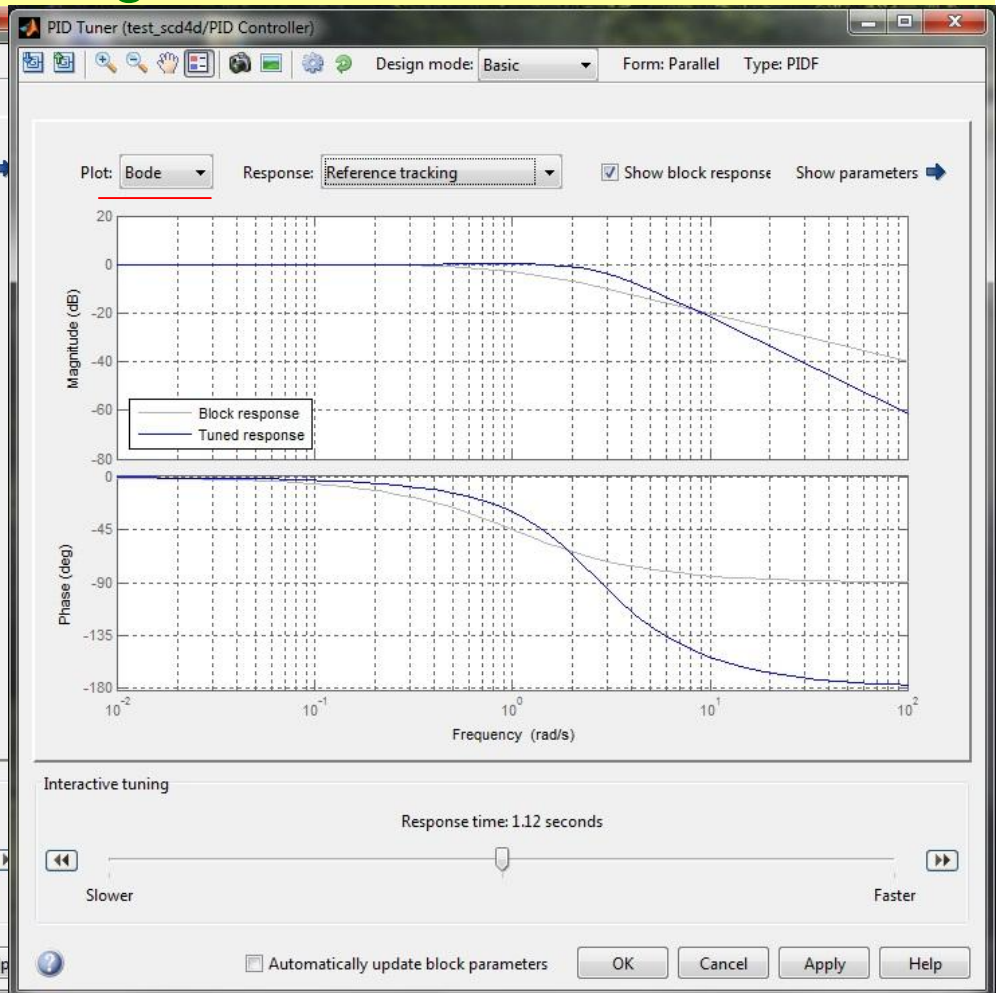 PID Tuner (test_scd4d/PID Controller)
Design mode: Basic Form: Parallel Type: PIDF
Plot: Bode Response: Reference tracking Show block response Show parameters
20
0
-20
-40
-60
-80
Magnitude (dB)
Block response
Tuned response
0
-45
-90
-135
-180
Phase (deg)
10-2 10-1 100 101 102
Frequency (rad/s)
Interactive tuning
Response time: 1.12 seconds
Slower Faster
Automatically update block parameters OK Cancel Apply Help